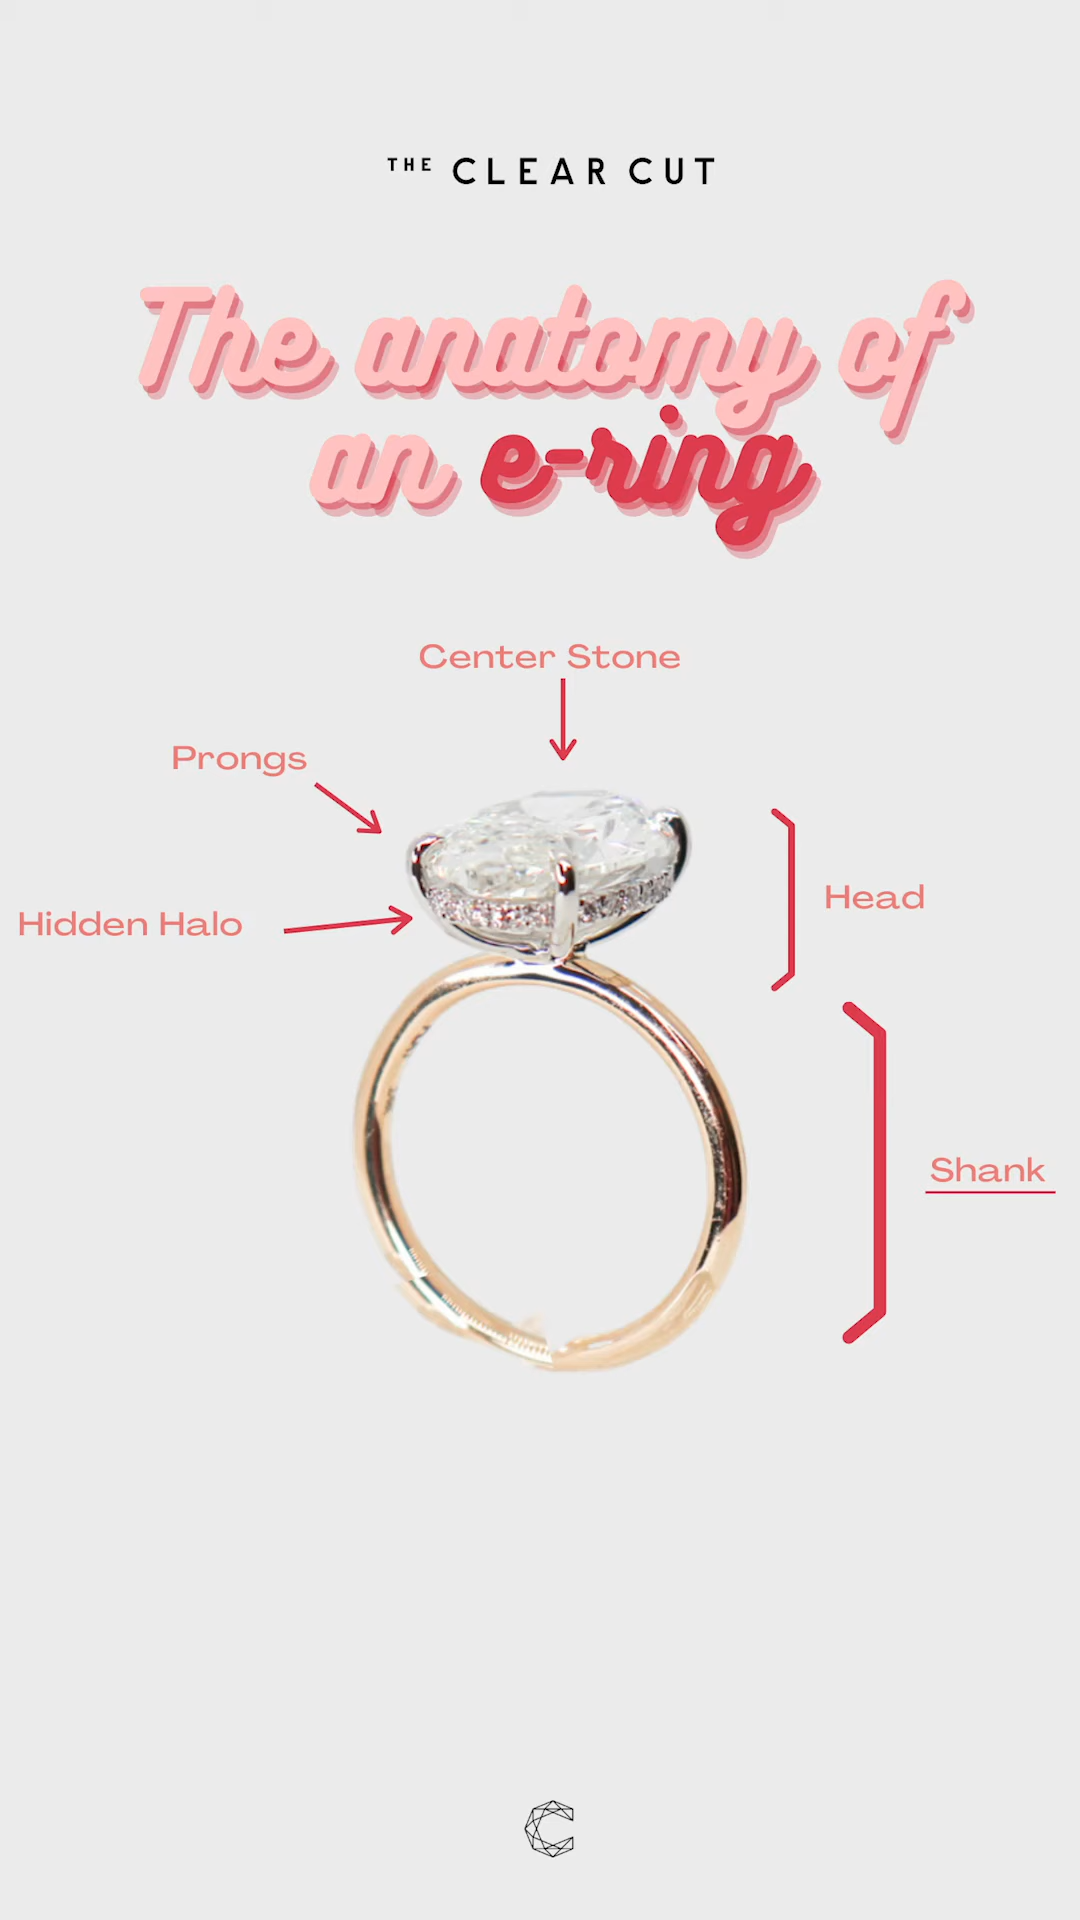 THE CLEAR CUT
The anatomy of
an e-ring
Center Stone
Prongs
Hidden Halo
Head
Shank